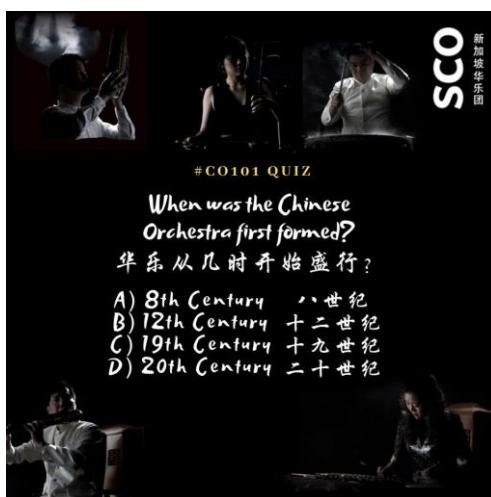 SCO
新加坡华乐团
#CO101 QUIZ
When was the Chinese
Orchestra first formed?
华乐从几时开始盛行?
A) 8th Century 八世纪
B) 12th Century 十二世纪
C) 19th Century 十九世纪
D) 20th Century 二十世纪